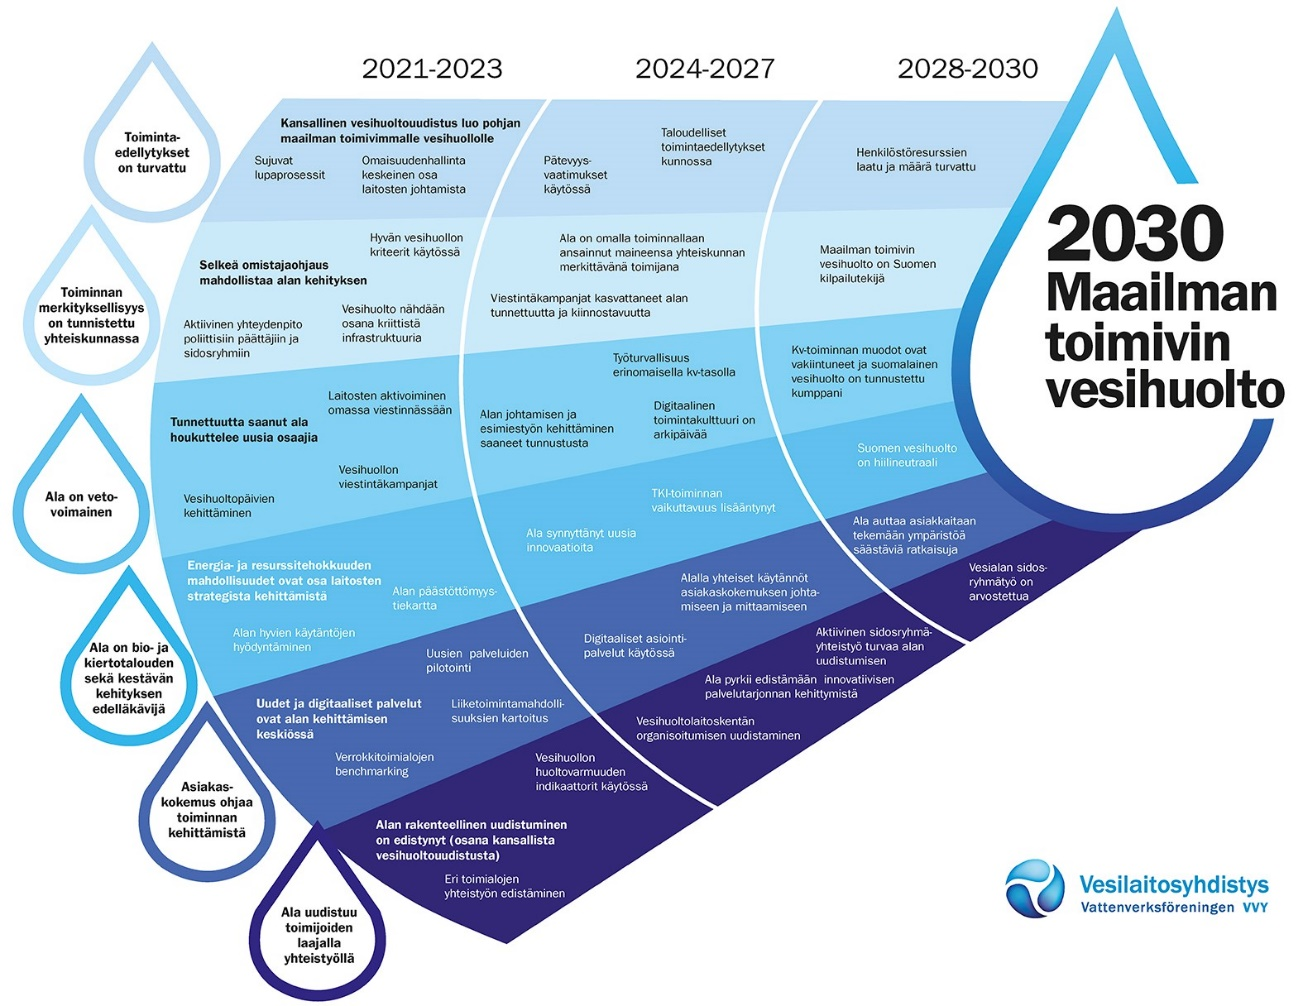 2021-2023
2024-2027
2028-2030
Toiminta-
edellytykset
on turvattu
Kansallinen vesihuoltouudistus luo pohjan
maailman toimivimmalle vesihuollolle
Sujuvat
lupaprosessit
Omaisuudenhallinta
keskeinen osa
laitosten johtamista
Pätevyys-
vaatimukset
käytössä
Taloudelliset
toimintaedellytykset
kunnossa
Henkilöstöresurssien
laatu ja määrä turvattu
Toiminnan
merkityksellisyys
on tunnistettu
yhteiskunnassa
Hyvän vesihuollon
kriteerit käytössä
Selkeä omistajaohjaus
mahdollistaa alan kehityksen
Aktiivinen yhteydenpito
poliittisiin päättäjiin ja
sidosryhmiin
Vesihuolto nähdään
osana kriittistä
infrastruktuuria
Ala on omalla toiminnallaan
ansainnut maineensa yhteiskunnan
merkittävänä toimijana
Viestintäkampanjat kasvattaneet alan
tunnettuutta ja kiinnostavuutta
Maailman toimivin
vesihuolto on Suomen
kilpailutekijä
Ala on veto-
voimainen
Laitosten aktivoiminen
omassa viestinnässään
Tunnettuutta saanut ala
houkuttelee uusia osaajia
Vesihuollon
viestintäkampanjat
Vesihuoltopäivien
kehittäminen
Työturvallisuus
erinomaisella kv-tasolla
Alan johtamisen ja
esimiestyön kehittäminen
saaneet tunnustusta
Digitaalinen
toimintakulttuuri on
arkipäivää
Kv-toiminnan muodot ovat
vakiintuneet ja suomalainen
vesihuolto on tunnustettu
kumppani
Ala on bio- ja
kiertotalouden
sekä kestävän
kehityksen
edelläkävijä
Energia- ja resurssitehokkuuden
mahdollisuudet ovat osa laitosten
strategista kehittämistä
Alan päästöttömyys-
tiekartta
Alan hyvien käytäntöjen
hyödyntäminen
TKI-toiminnan
vaikuttavuus lisääntynyt
Ala synnyttänyt uusia
innovaatioita
Suomen vesihuolto
on hiilineutraali
Asiakas-
kokemus ohjaa
toiminnan
kehittämistä
Uusien palveluiden
pilotointi
Uudet ja digitaaliset palvelut
ovat alan kehittämisen
keskiössä
Liiketoimintamahdolli-
suuksien kartoitus
Verrokkitoimialojen
benchmarking
Alalla yhteiset käytännöt
asiakaskokemuksen johta-
miseen ja mittaamiseen
Digitaaliset asiointi-
palvelut käytössä
Ala auttaa asiakkaitaan
tekemään ympäristöä
säästäviä ratkaisuja
Ala uudistuu
toimijoiden
laajalla
yhteistyöllä
Vesihuollon
huoltovarmuuden
indikaattorit käytössä
Alan rakenteellinen uudistuminen
on edistynyt (osana kansallista
vesihuoltouudistusta)
Eri toimialojen
yhteistyön edistäminen
Aktiivinen sidosryhmä-
yhteistyö turvaa alan
uudistumisen
Ala pyrkii edistämään innovatiivisen
palvelutarjonnan kehittymistä
Vesihuoltolaitoskentän
organisoitumisen uudistaminen
Vesialan sidos-
ryhmätyö on
arvostettua
2030
Maailman
toimivin
vesihuolto
Vesilaitosyhdistys
Vattenverksföreningen VVY